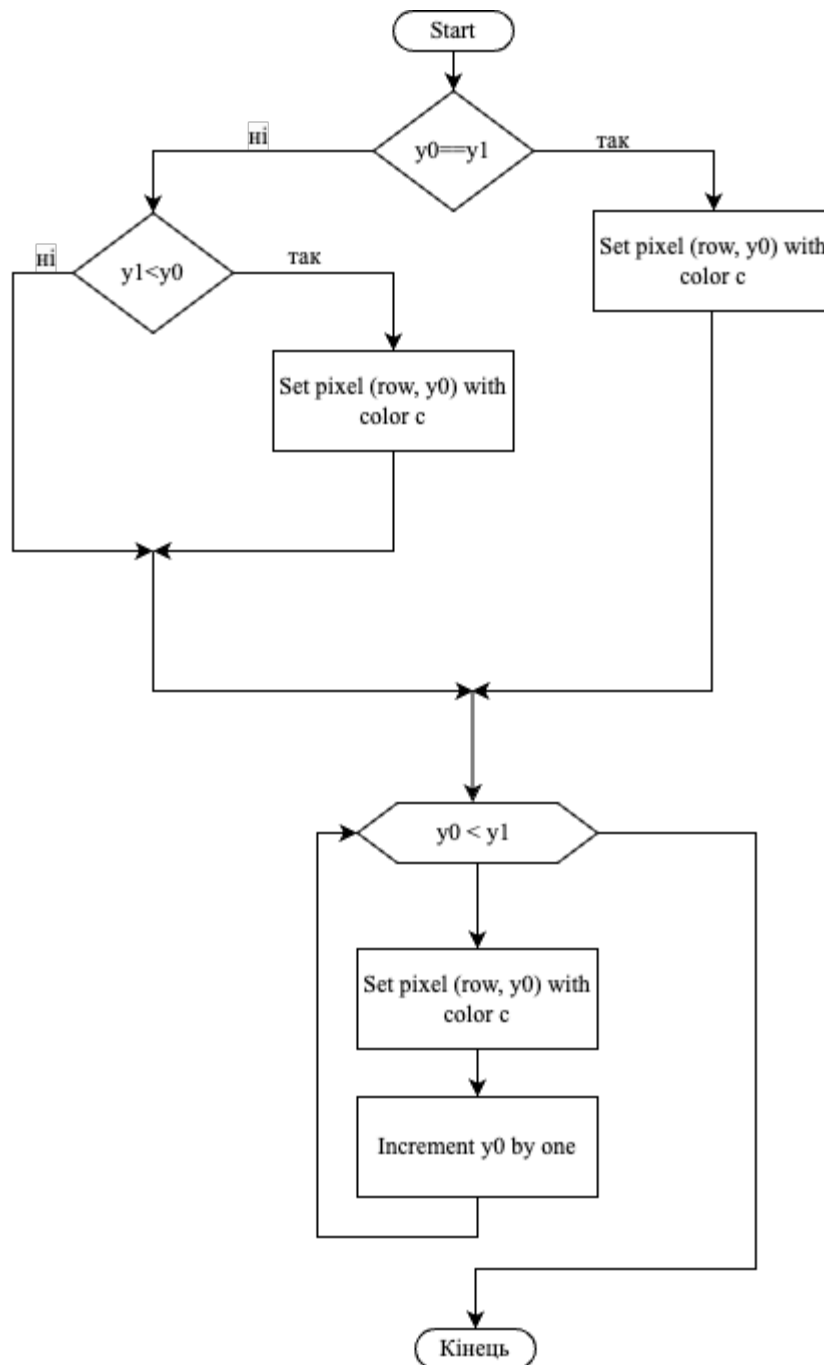 Start
ні
y0==y1
так
ні
y1<y0
так
Set pixel (row, y0) with
color c
Set pixel (row, y0) with
color c
y0 < y1
Set pixel (row, y0) with
color c
Increment y0 by one
Кінець